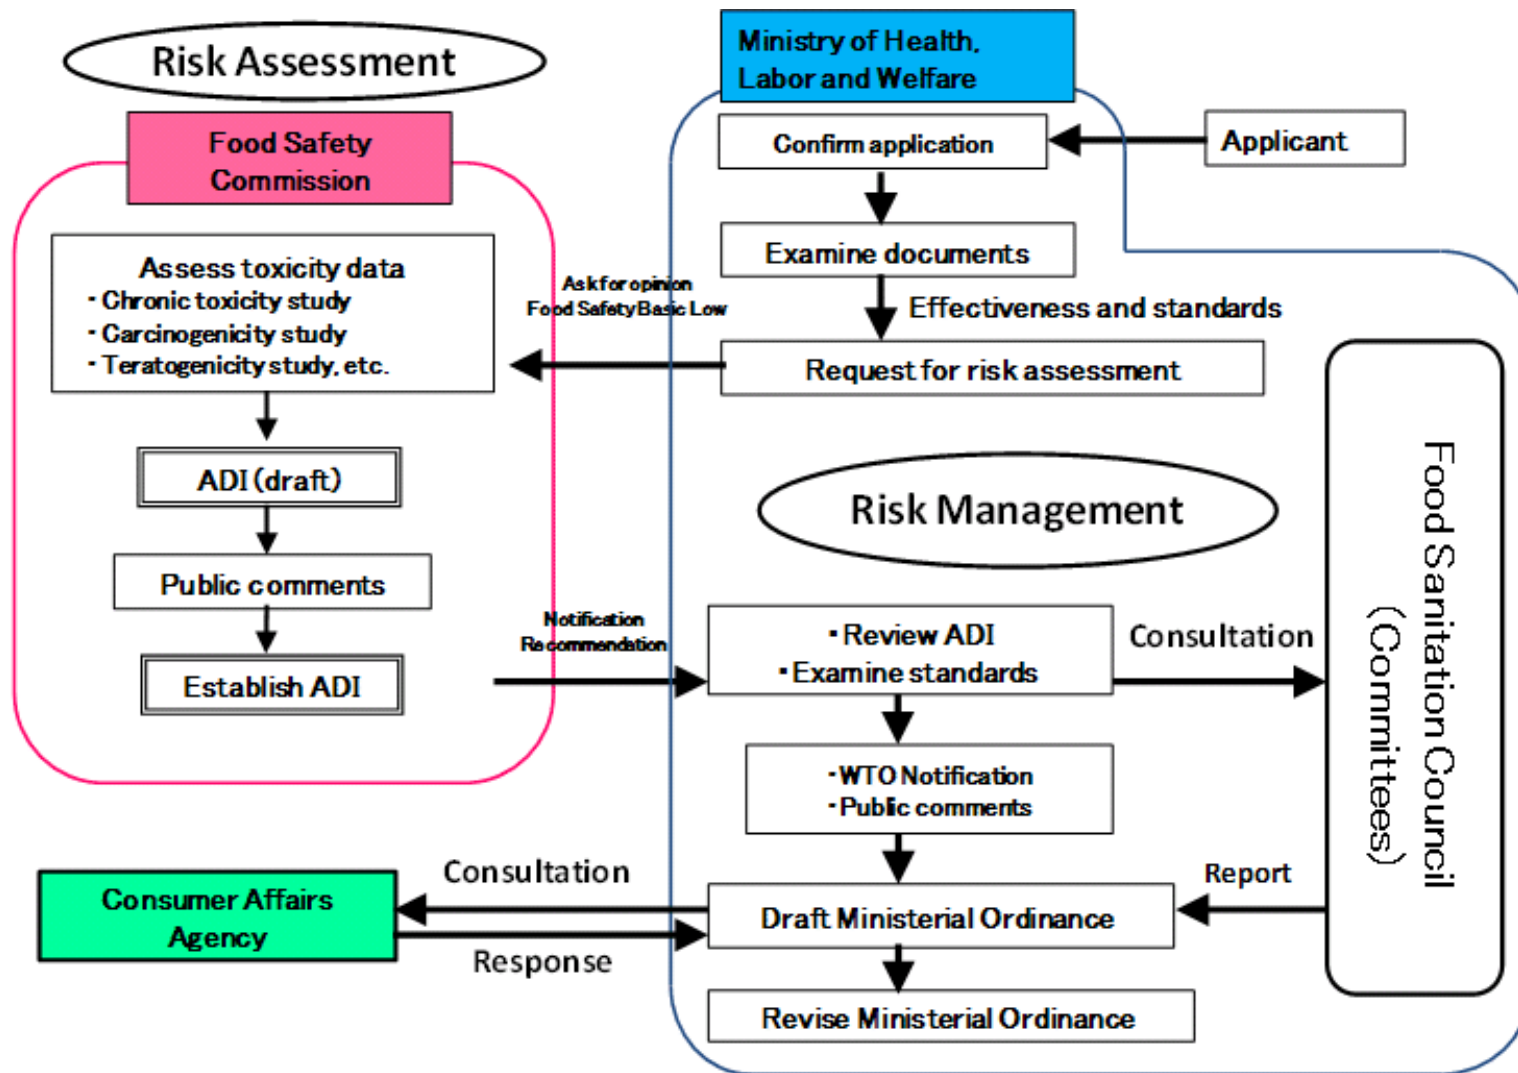 Risk Assessment
Food Safety
Commission
Assess toxicity data
・Chronic toxicity study
・Carcinogenicity study
・Teratogenicity study, etc.
ADI (draft)
Public comments
Establish ADI
Ask for opinion
Food Safety Basic Low
Notification
Recommendation
Ministry of Health,
Labor and Welfare
Confirm application
Applicant
Examine documents
Effectiveness and standards
Request for risk assessment
Risk Management
・Review ADI
・Examine standards
Consultation
・WTO Notification
・Public comments
Draft Ministerial Ordinance
Report
Revise Ministerial Ordinance
Food Sanitation Council
(Committees)
Consumer Affairs
Agency
Consultation
Response